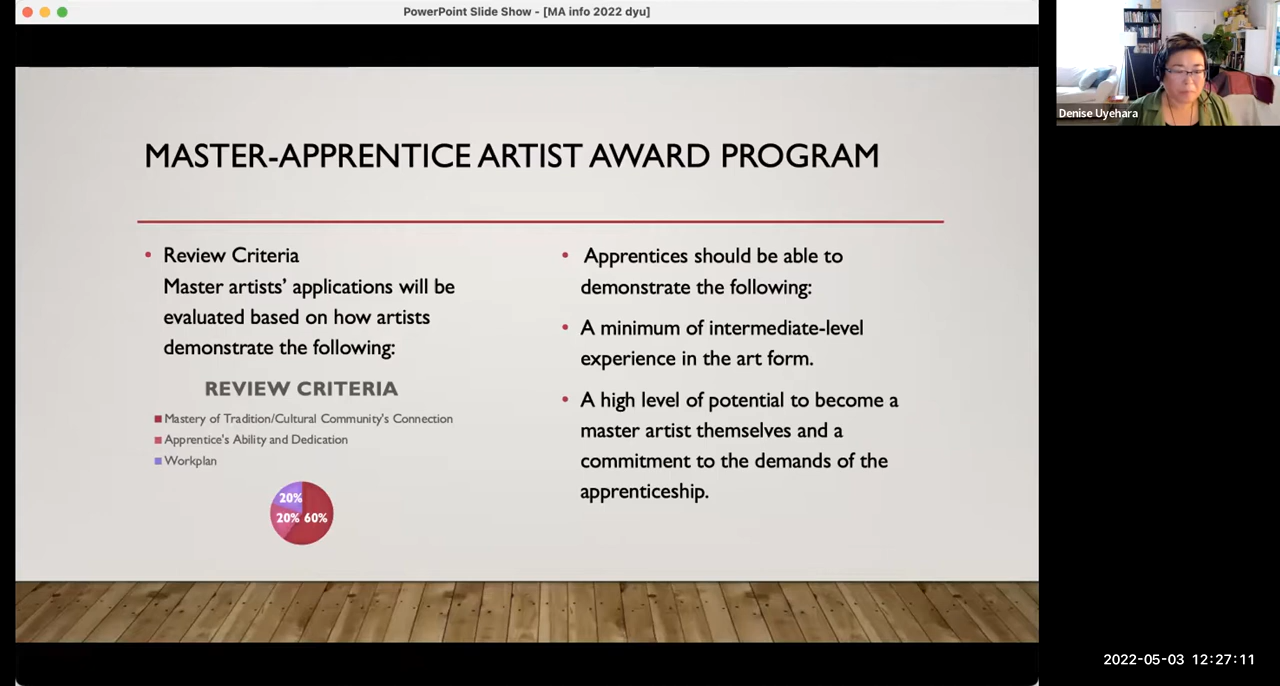 PowerPoint Slide Show - [MA info 2022 dyu]
MASTER-APPRENTICE ARTIST AWARD PROGRAM
• Review Criteria
Master artists’ applications will be
evaluated based on how artists
demonstrate the following:
REVIEW CRITERIA
Mastery of Tradition/Cultural Community's Connection
Apprentice's Ability and Dedication
Workplan
20%
20% 60%
• Apprentices should be able to
demonstrate the following:
• A minimum of intermediate-level
experience in the art form.
• A high level of potential to become a
master artist themselves and a
commitment to the demands of the
apprenticeship.
Denise Uyehara
2022-05-03 12:27:11